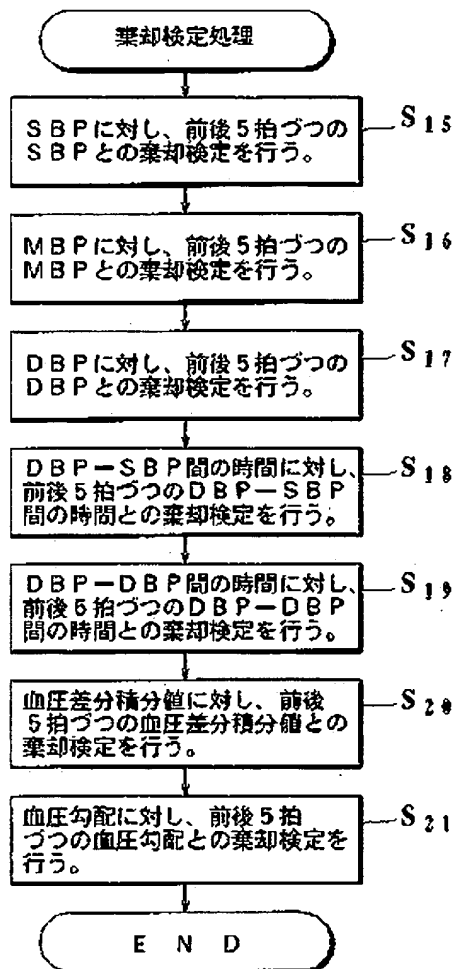 棄却検定処理
SBPに対し、前後5拍づつの
SBPとの棄却検定を行う。
S15
MBPに対し、前後5拍づつの
MBPとの棄却検定を行う。
S16
DBPに対し、前後5拍づつの
DBPとの棄却検定を行う。
S17
DBP－SBP間の時間に対し、
前後5拍づつのDBP－SBP
間の時間との棄却検定を行う。
S18
DBP－DBP間の時間に対し、
前後5拍づつのDBP－DBP
間の時間との棄却検定を行う。
S19
血圧差分積分値に対し、前後
5拍づつの血圧差分積分値との
棄却検定を行う。
S20
血圧勾配に対し、前後5拍
づつの血圧勾配との棄却検定を
行う。
S21
END